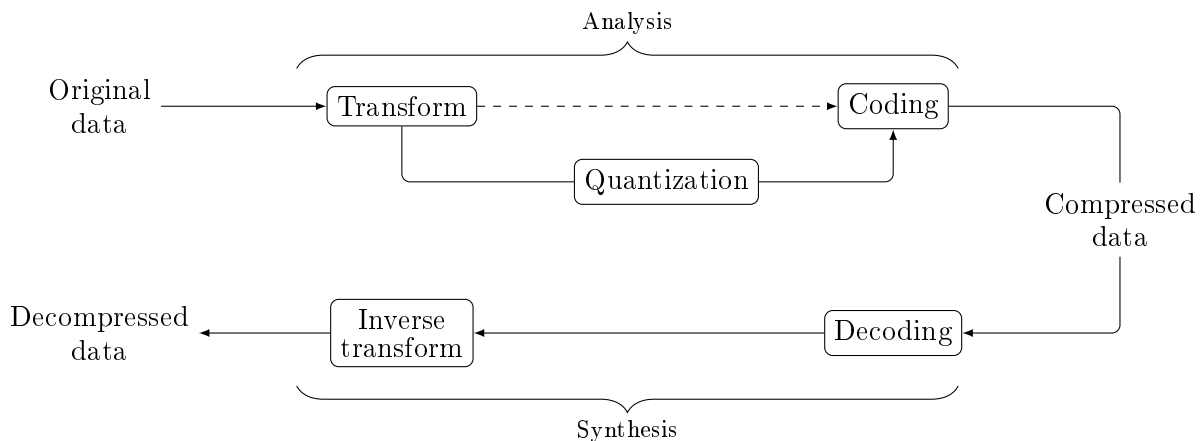 Analysis
Original
data
Transform
Coding
Quantization
Compressed
data
Decompressed
data
Inverse
transform
Decoding
Synthesis